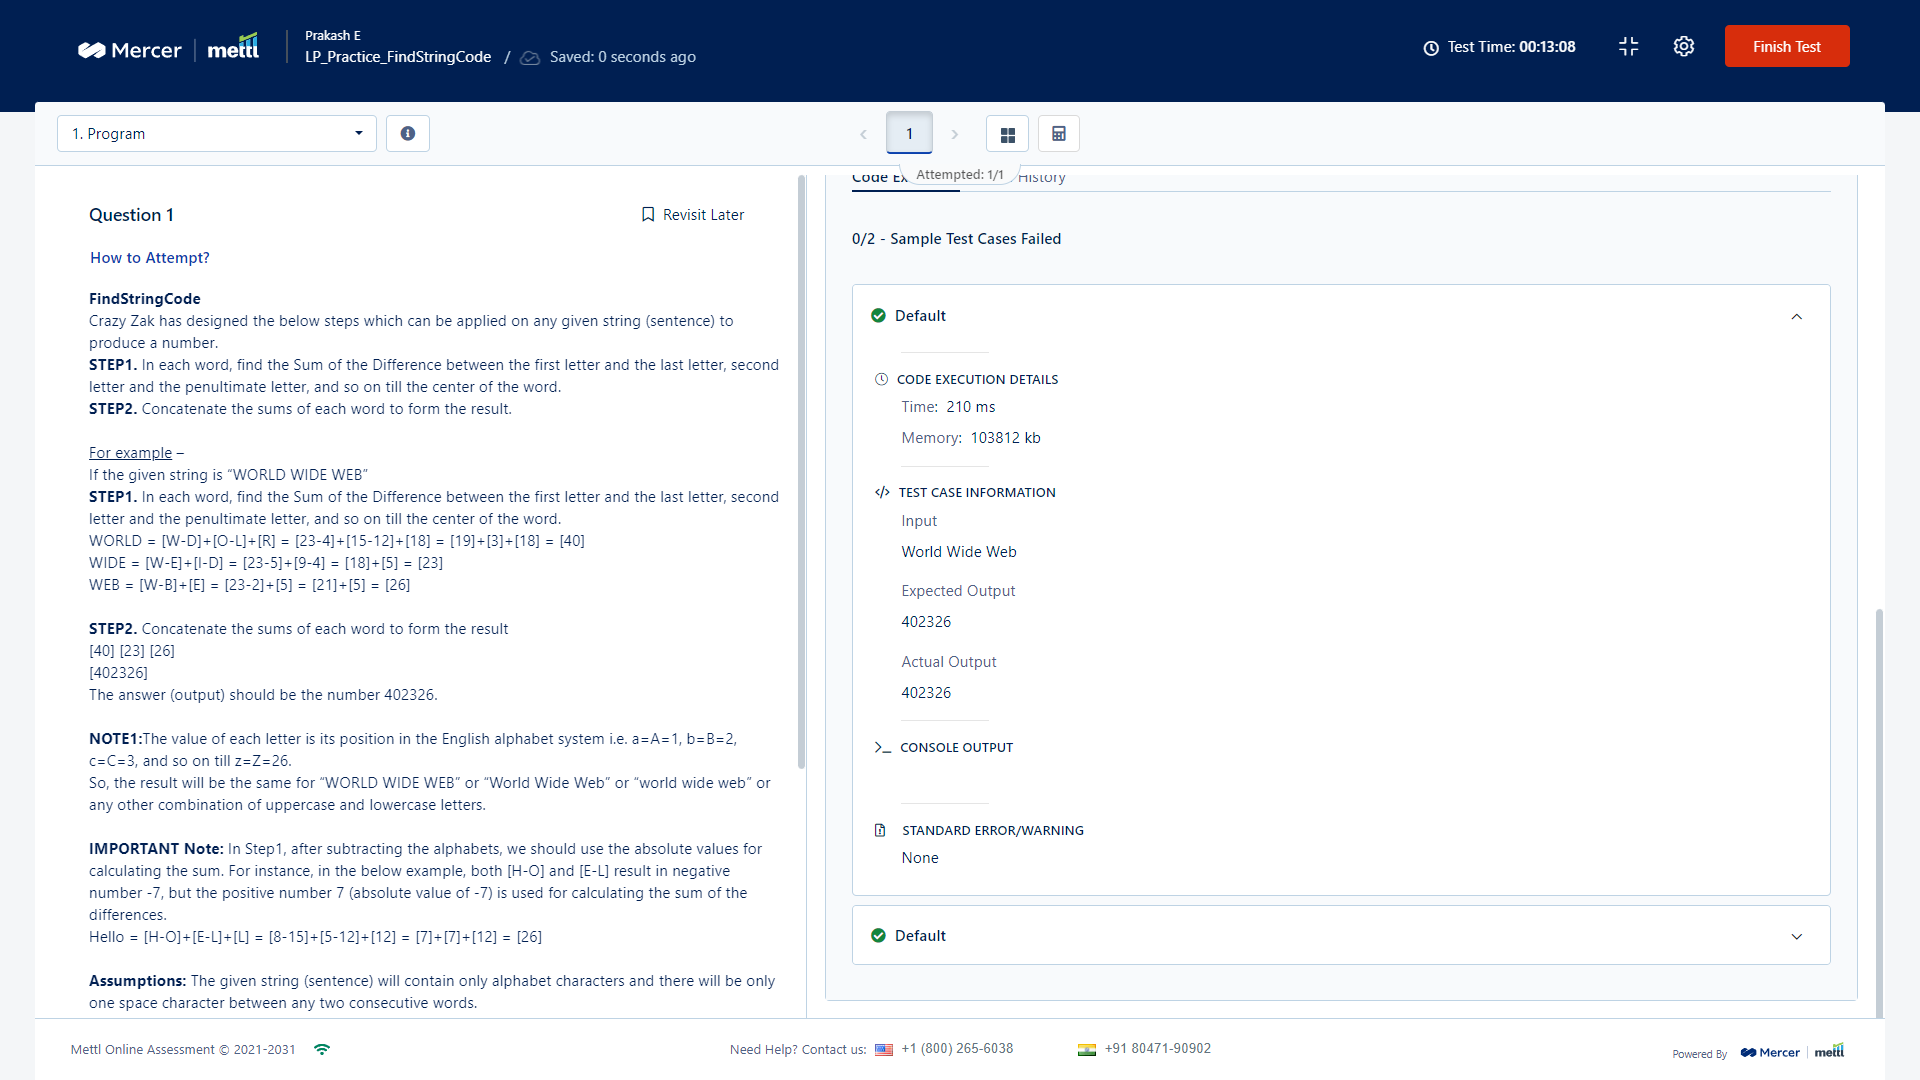 Mercer
mettl
Prakash E
LP_Practice_FindStringCode / Saved: 0 seconds ago
Test Time: 00:13:08
Finish Test
1. Program
1
Attempted: 1/1
Question 1
Revisit Later
How to Attempt?
FindStringCode
Crazy Zak has designed the below steps which can be applied on any given string (sentence) to
produce a number.
STEP1. In each word, find the Sum of the Difference between the first letter and the last letter, second
letter and the penultimate letter, and so on till the center of the word.
STEP2. Concatenate the sums of each word to form the result.
For example –
If the given string is “WORLD WIDE WEB”
STEP1. In each word, find the Sum of the Difference between the first letter and the last letter, second
letter and the penultimate letter, and so on till the center of the word.
WORLD = [W-D]+[O-L]+[R] = [23-4]+[15-12]+[18] = [19]+[3]+[18] = [40]
WIDE = [W-E]+[I-D] = [23-5]+[9-4] = [18]+[5] = [23]
WEB = [W-B]+[E] = [23-2]+[5] = [21]+[5] = [26]
STEP2. Concatenate the sums of each word to form the result
[40] [23] [26]
[402326]
The answer (output) should be the number 402326.
NOTE1:The value of each letter is its position in the English alphabet system i.e. a=A=1, b=B=2,
c=C=3, and so on till z=Z=26.
So, the result will be the same for “WORLD WIDE WEB” or “World Wide Web” or “world wide web” or
any other combination of uppercase and lowercase letters.
IMPORTANT Note: In Step1, after subtracting the alphabets, we should use the absolute values for
calculating the sum. For instance, in the below example, both [H-O] and [E-L] result in negative
number -7, but the positive number 7 (absolute value of -7) is used for calculating the sum of the
differences.
Hello = [H-O]+[E-L]+[L] = [8-15]+[5-12]+[12] = [7]+[7]+[12] = [26]
Assumptions: The given string (sentence) will contain only alphabet characters and there will be only
one space character between any two consecutive words.
Code Ex
History
0/2 - Sample Test Cases Failed
Default
CODE EXECUTION DETAILS
Time: 210 ms
Memory: 103812 kb
</> TEST CASE INFORMATION
Input
World Wide Web
Expected Output
402326
Actual Output
402326
>_ CONSOLE OUTPUT
STANDARD ERROR/WARNING
None
Default
Mettl Online Assessment © 2021-2031
Need Help? Contact us: +1 (800) 265-6038
+91 80471-90902
Powered By Mercer mettl